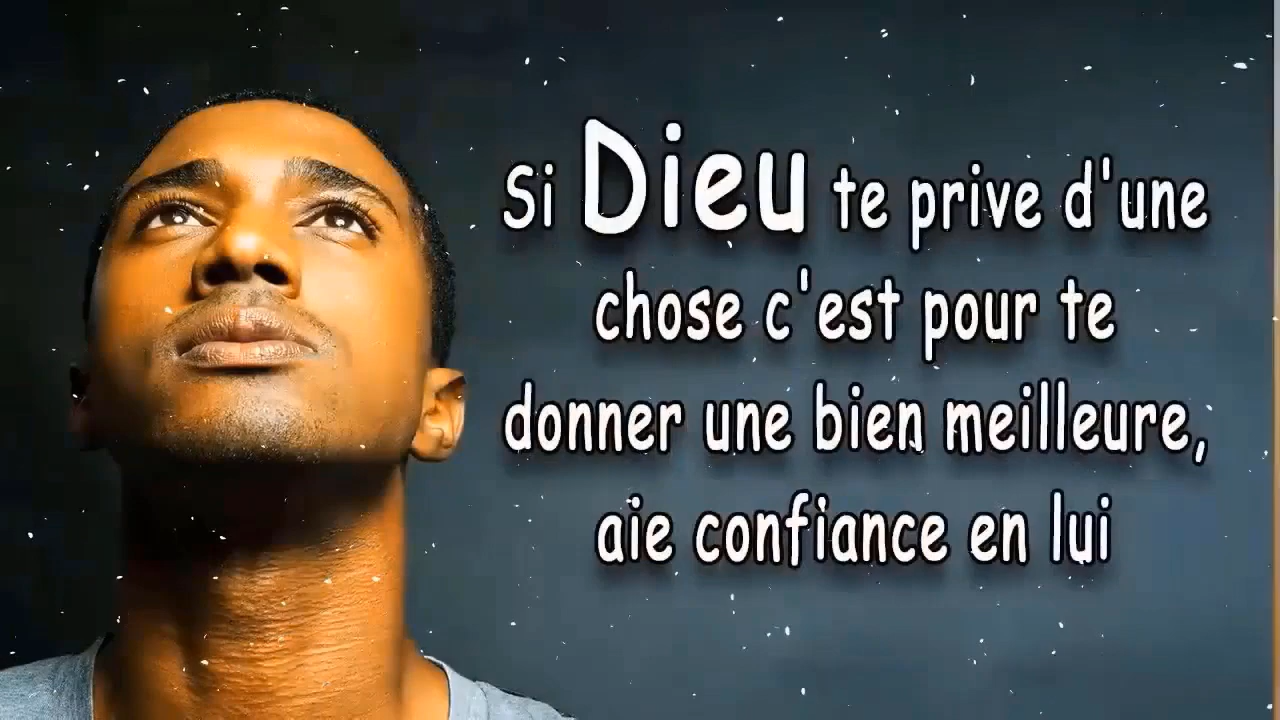 Si Dieu te prive d'une
chose c'est pour te
donner une bien meilleure,
aie confiance en lui